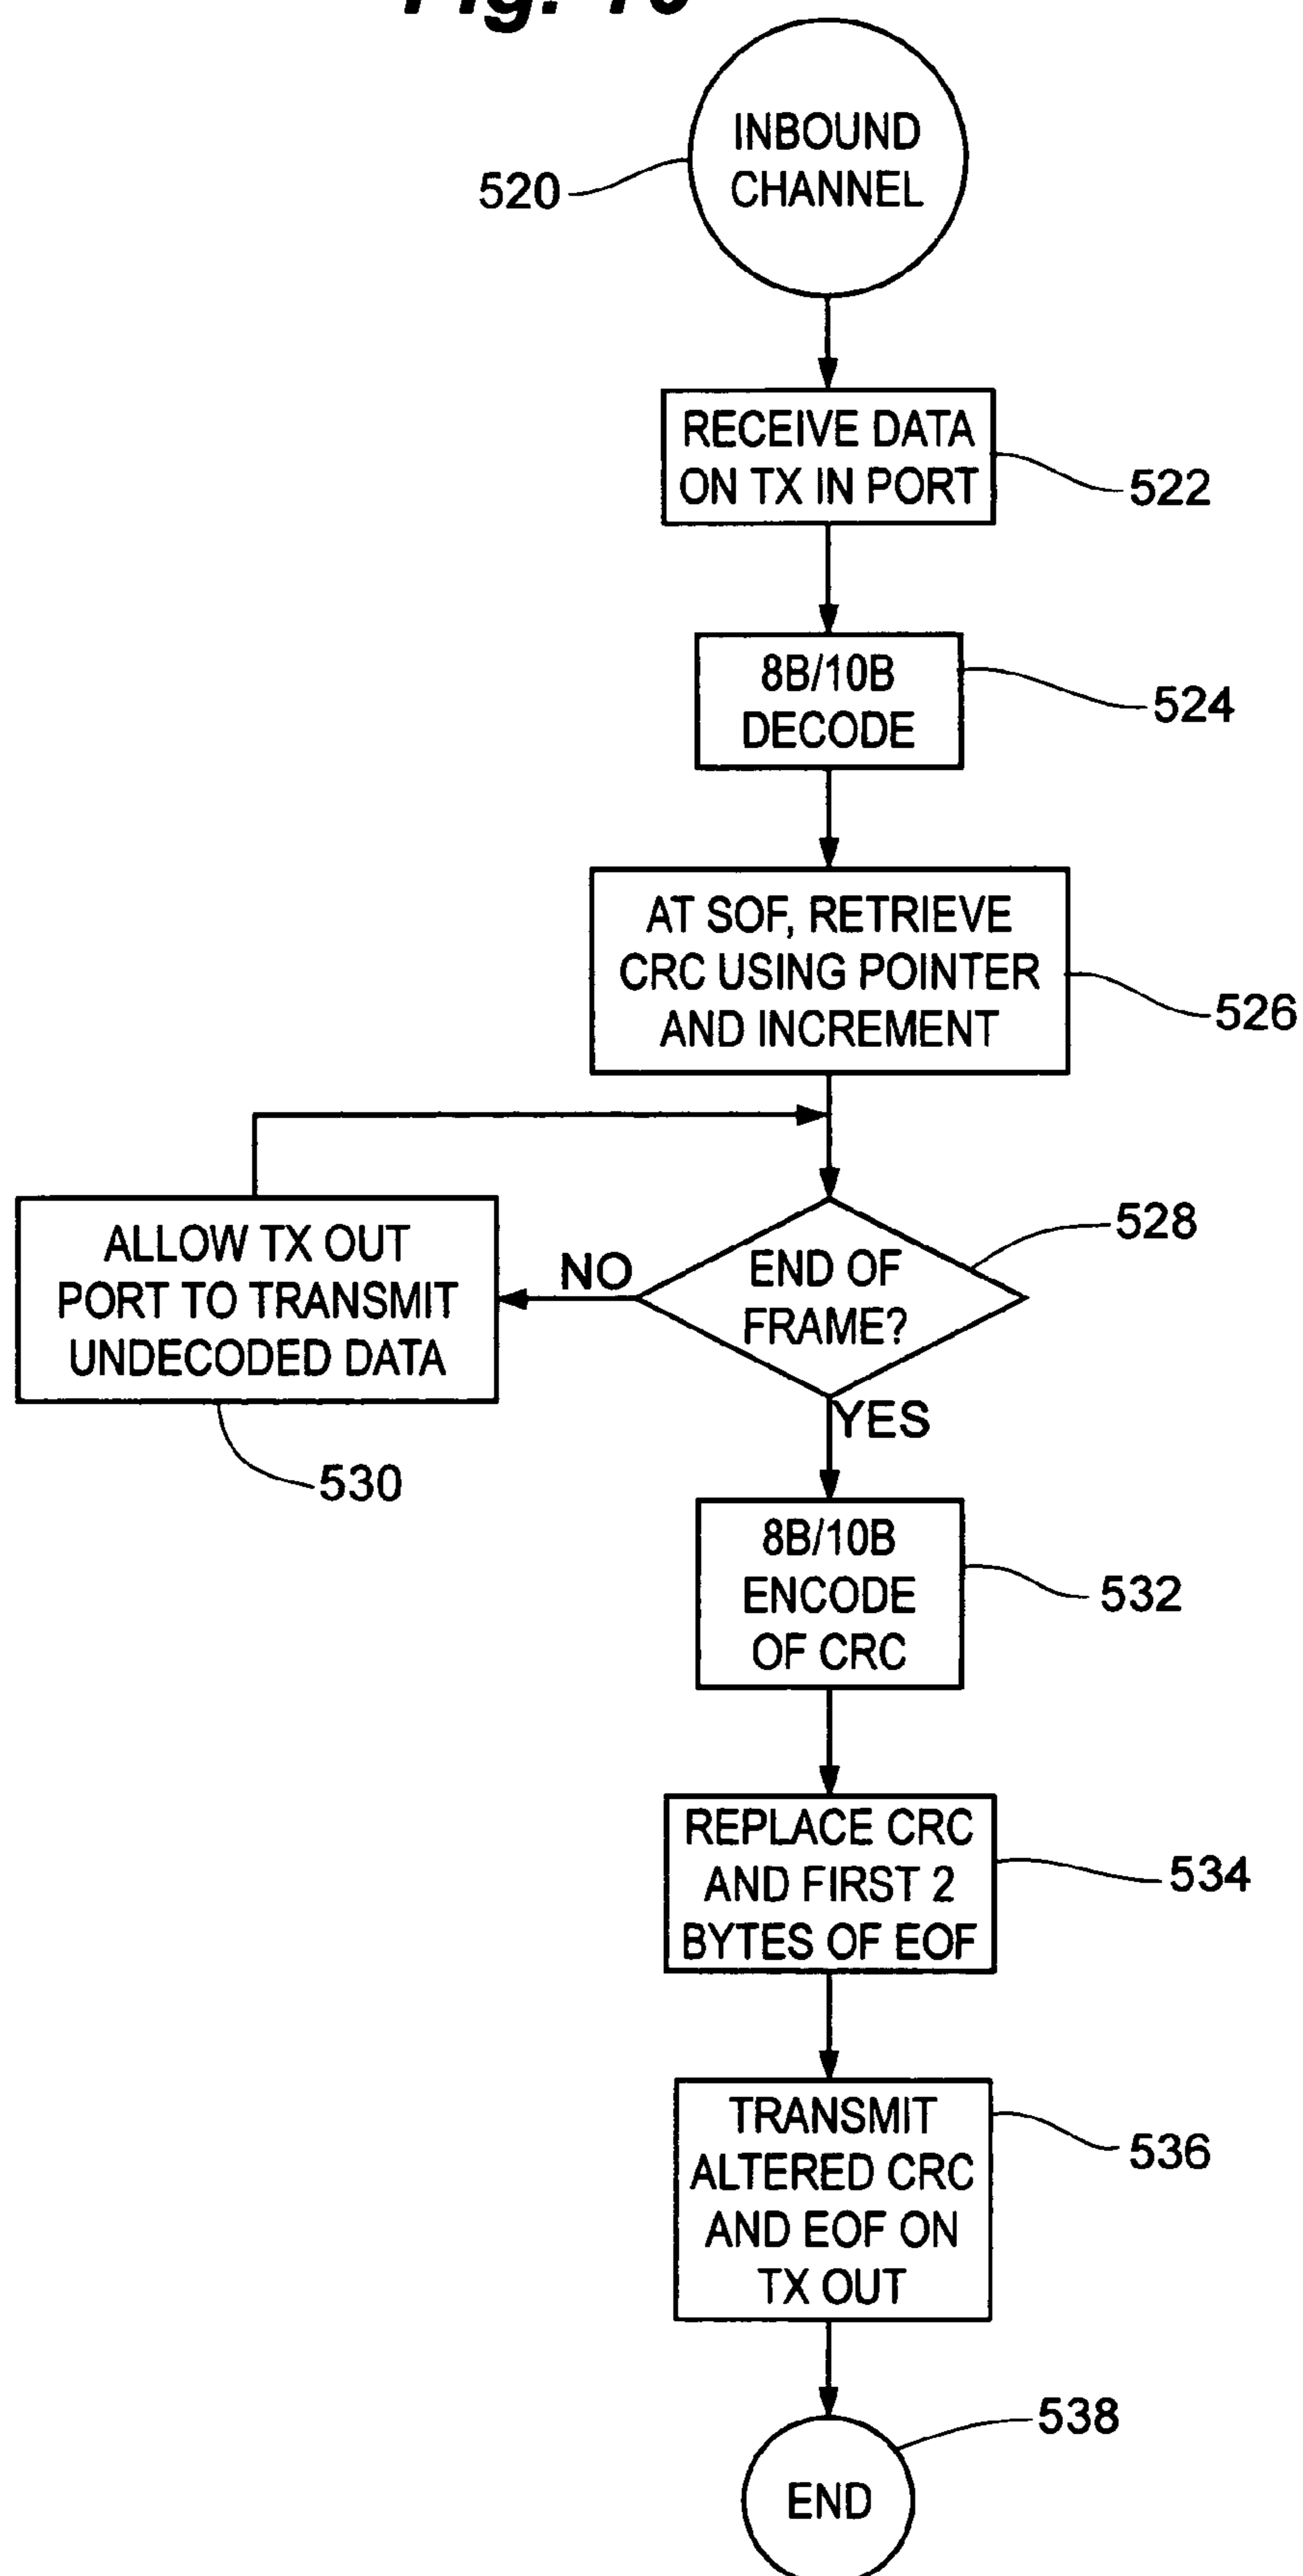 INBOUND
CHANNEL
520
RECEIVE DATA
ON TX IN PORT
522
8B/10B
DECODE
524
AT SOF, RETRIEVE
CRC USING POINTER
AND INCREMENT
526
END OF
FRAME?
528
NO
ALLOW TX OUT
PORT TO TRANSMIT
UNDECODED DATA
530
YES
8B/10B
ENCODE
OF CRC
532
REPLACE CRC
AND FIRST 2
BYTES OF EOF
534
TRANSMIT
ALTERED CRC
AND EOF ON
TX OUT
536
END
538